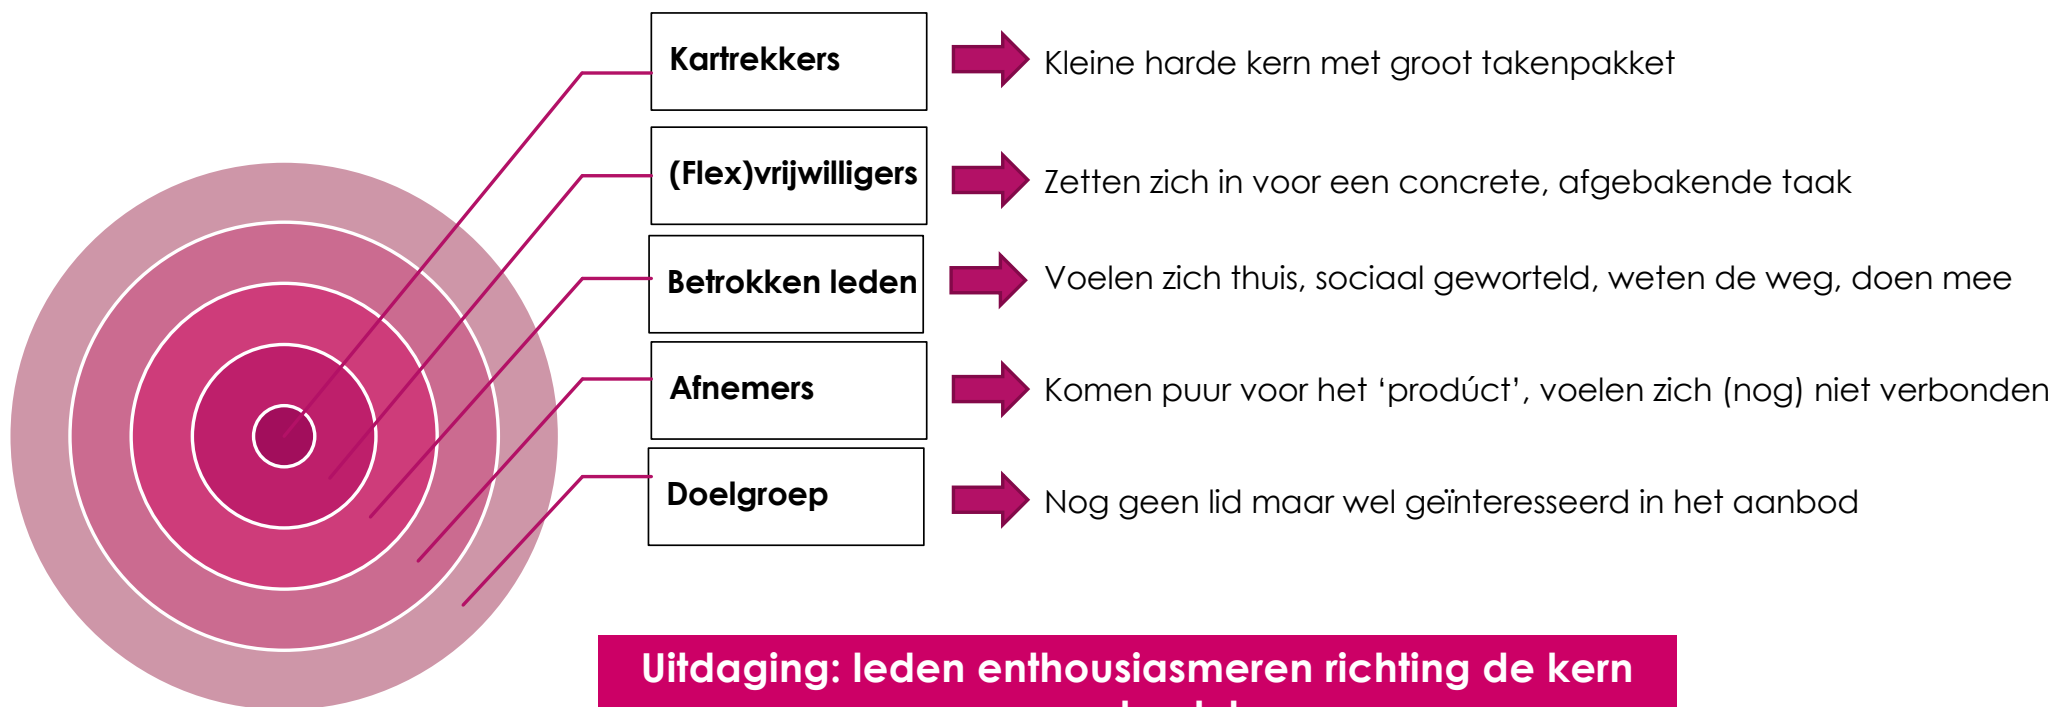 Kartrekkers
Kleine harde kern met groot takenpakket
(Flex)vrijwilligers
Zetten zich in voor een concrete, afgebakende taak
Betrokken leden
Voelen zich thuis, sociaal geworteld, weten de weg, doen mee
Afnemers
Komen puur voor het ‘prodúct’, voelen zich (nog) niet verbonden
Doelgroep
Nog geen lid maar wel geïnteresseerd in het aanbod
Uitdaging: leden enthousiasmeren richting de kern